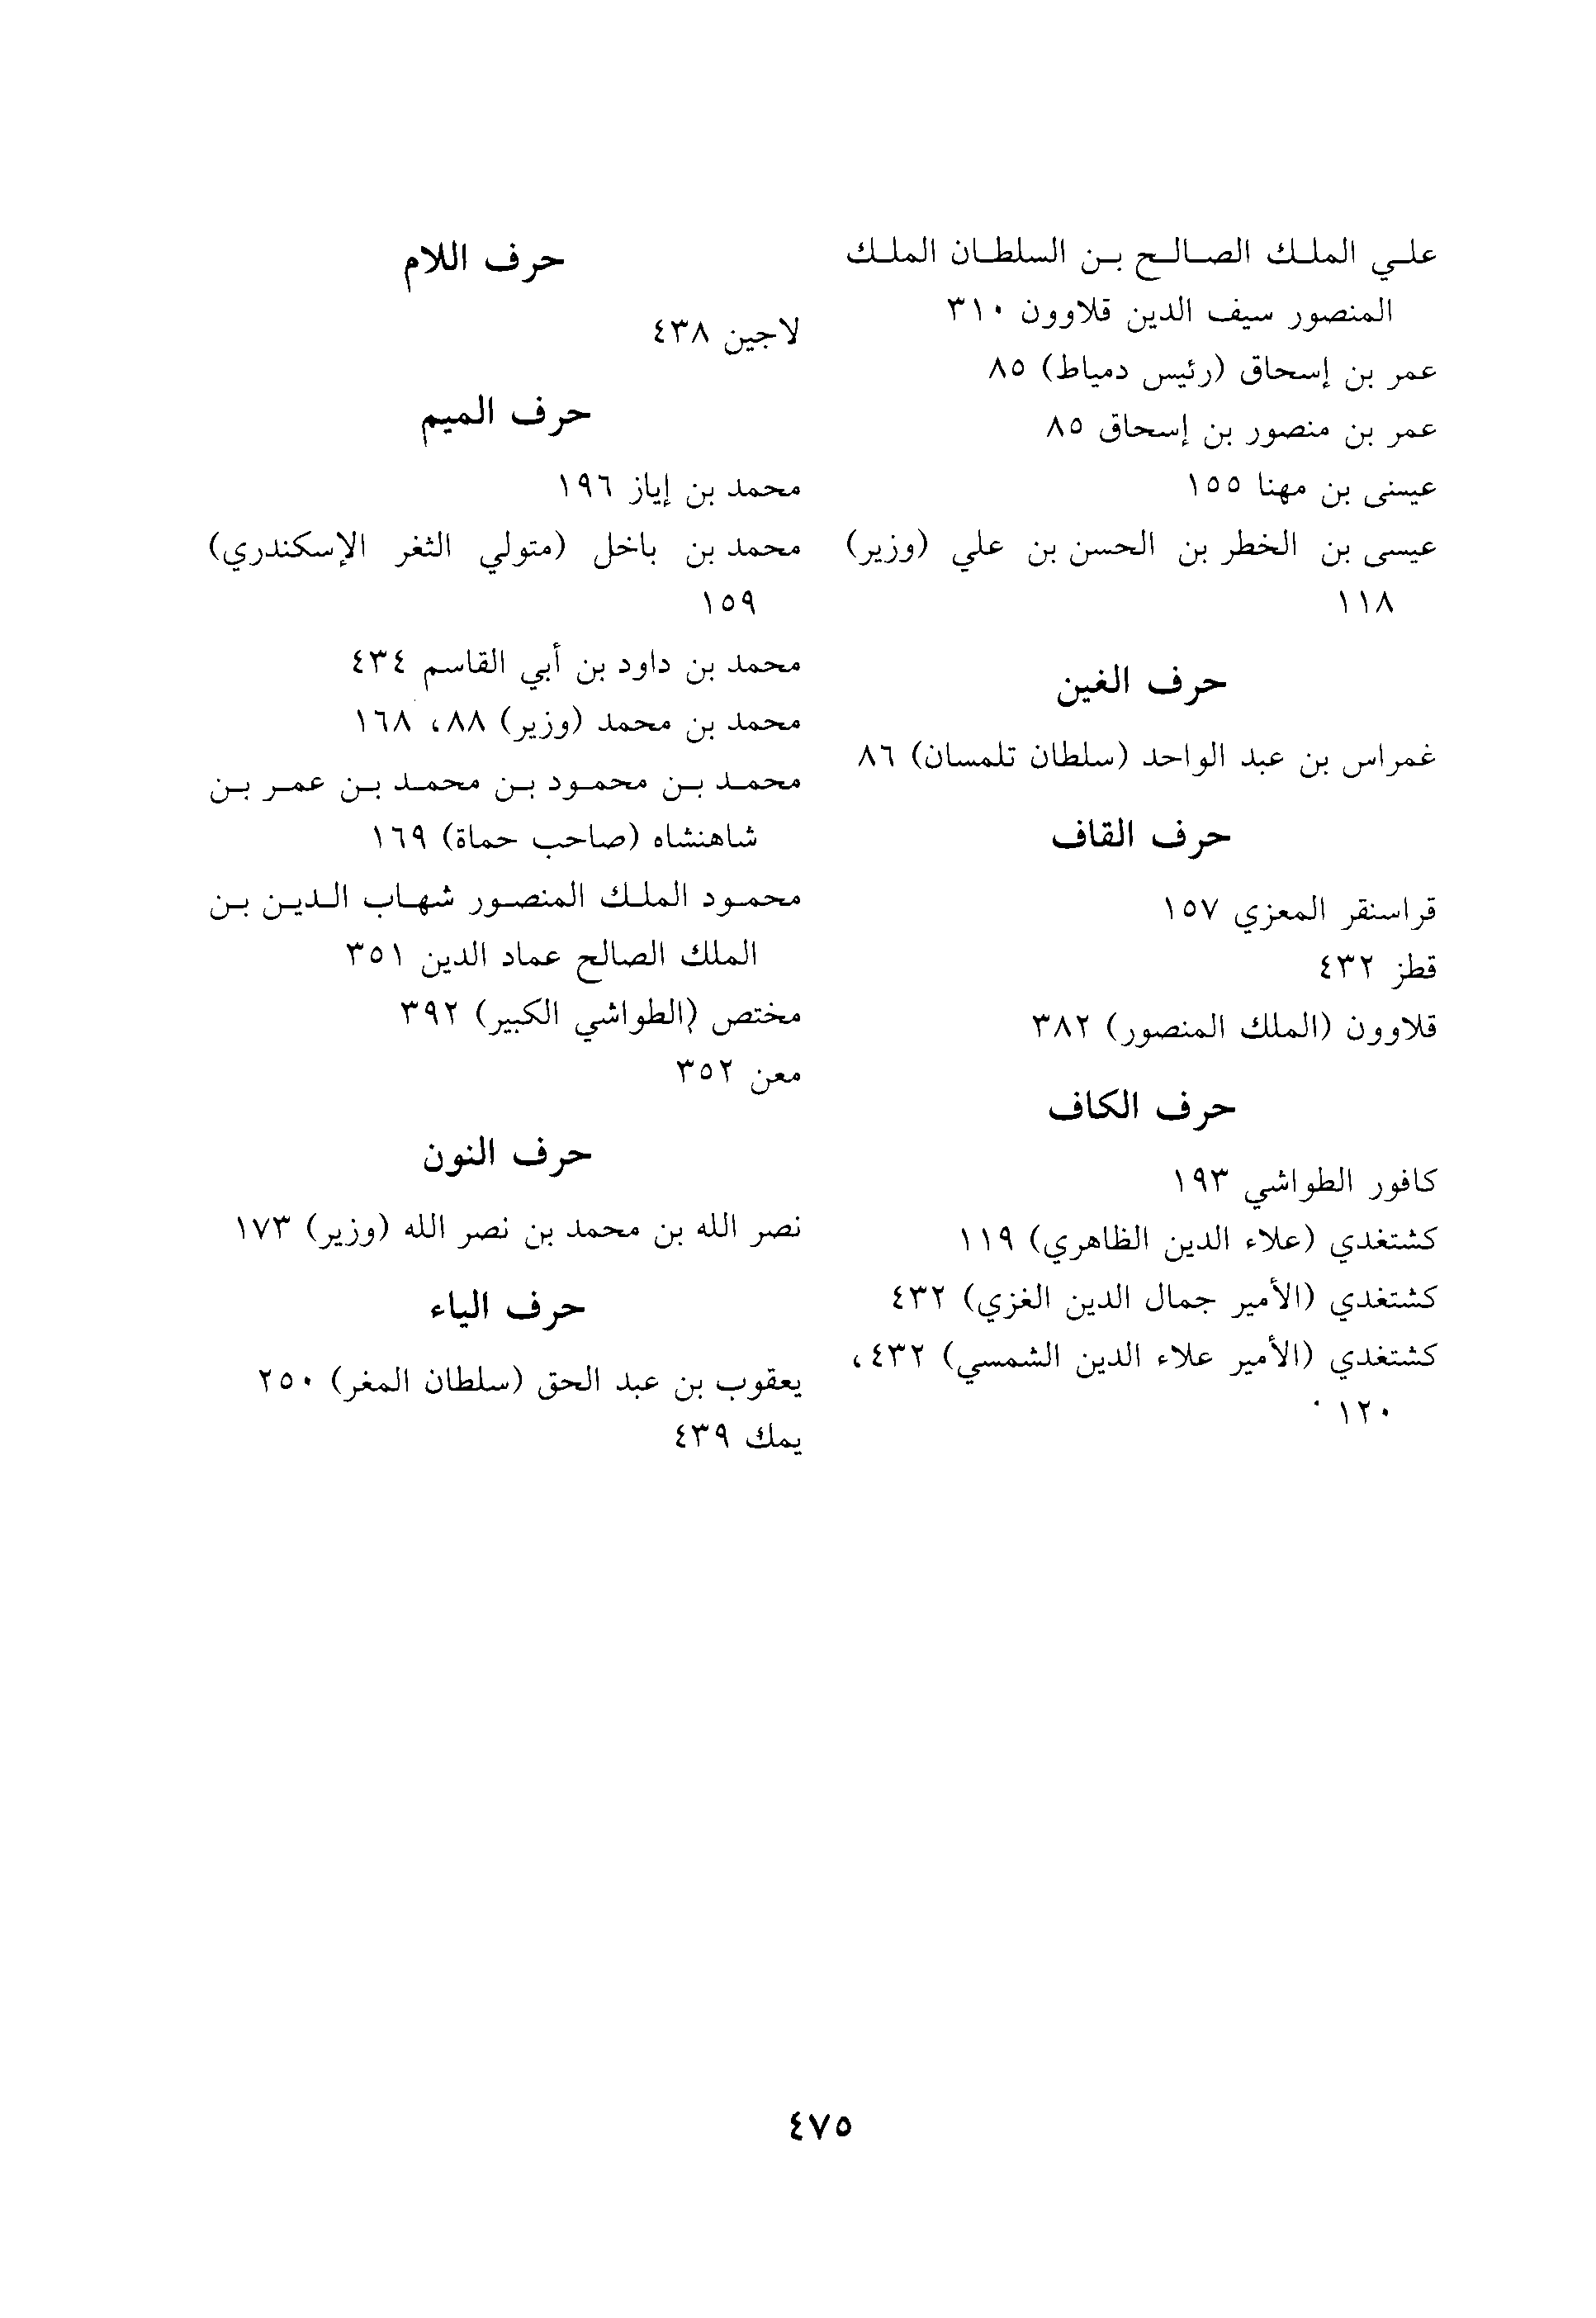 علي الملك الصالح بن السلطان الملك
المنصور سيف الدين قلاوون ٣١٠
عمر بن إسحاق (رئيس دمياط) ٨٥
عمر بن منصور بن إسحاق ٨٥
عيسى بن مهنا ١٥٥
عيسى بن الخطر بن الحسن بن علي (وزير)
١١٨
حرف الغين
غمراس بن عبد الواحد (سلطان تلمسان) ٨٦
حرف القاف
قراسنقر المعزي ١٥٧
قطز ٤٣٢
قلاوون (الملك المنصور) ٣٨٢
حرف الكاف
كافور الطواشي ١٩٣
كشتغدي (علاء الدين الظاهري) ١١٩
كشتغدي (الأمير جمال الدين الغزي) ٤٣٢
كشتغدي (الأمير علاء الدين الشمسي) ٤٣٢،
١٢٠
حرف اللام
لاجين ٤٣٨
حرف الميم
محمد بن إياز ١٩٦
محمد بن باخل (متولي الثغر الإسكندري)
١٥٩
محمد بن داود بن أبي القاسم ٤٣٤
محمد بن محمد (وزير) ٨٨، ١٦٨
محمد بن محمود بن محمد بن عمر بن
شاهنشاه (صاحب حماة) ١٦٩
محمود الملك المنصور شهاب الدين بن
الملك الصالح عماد الدين ٣٥١
مختص (الطواشي الكبير) ٣٩٢
معن ٣٥٢
حرف النون
نصر الله بن محمد بن نصر الله (وزير) ١٧٣
حرف الياء
يعقوب بن عبد الحق (سلطان المغر) ٢٥٠
يمك ٤٣٩
٤٧٥